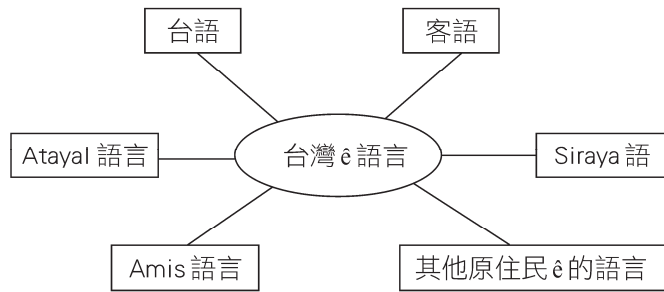 台語
客語
Atayal 語言
台灣 ê 語言
Siraya 語
Amis 語言
其他原住民 ê 的語言